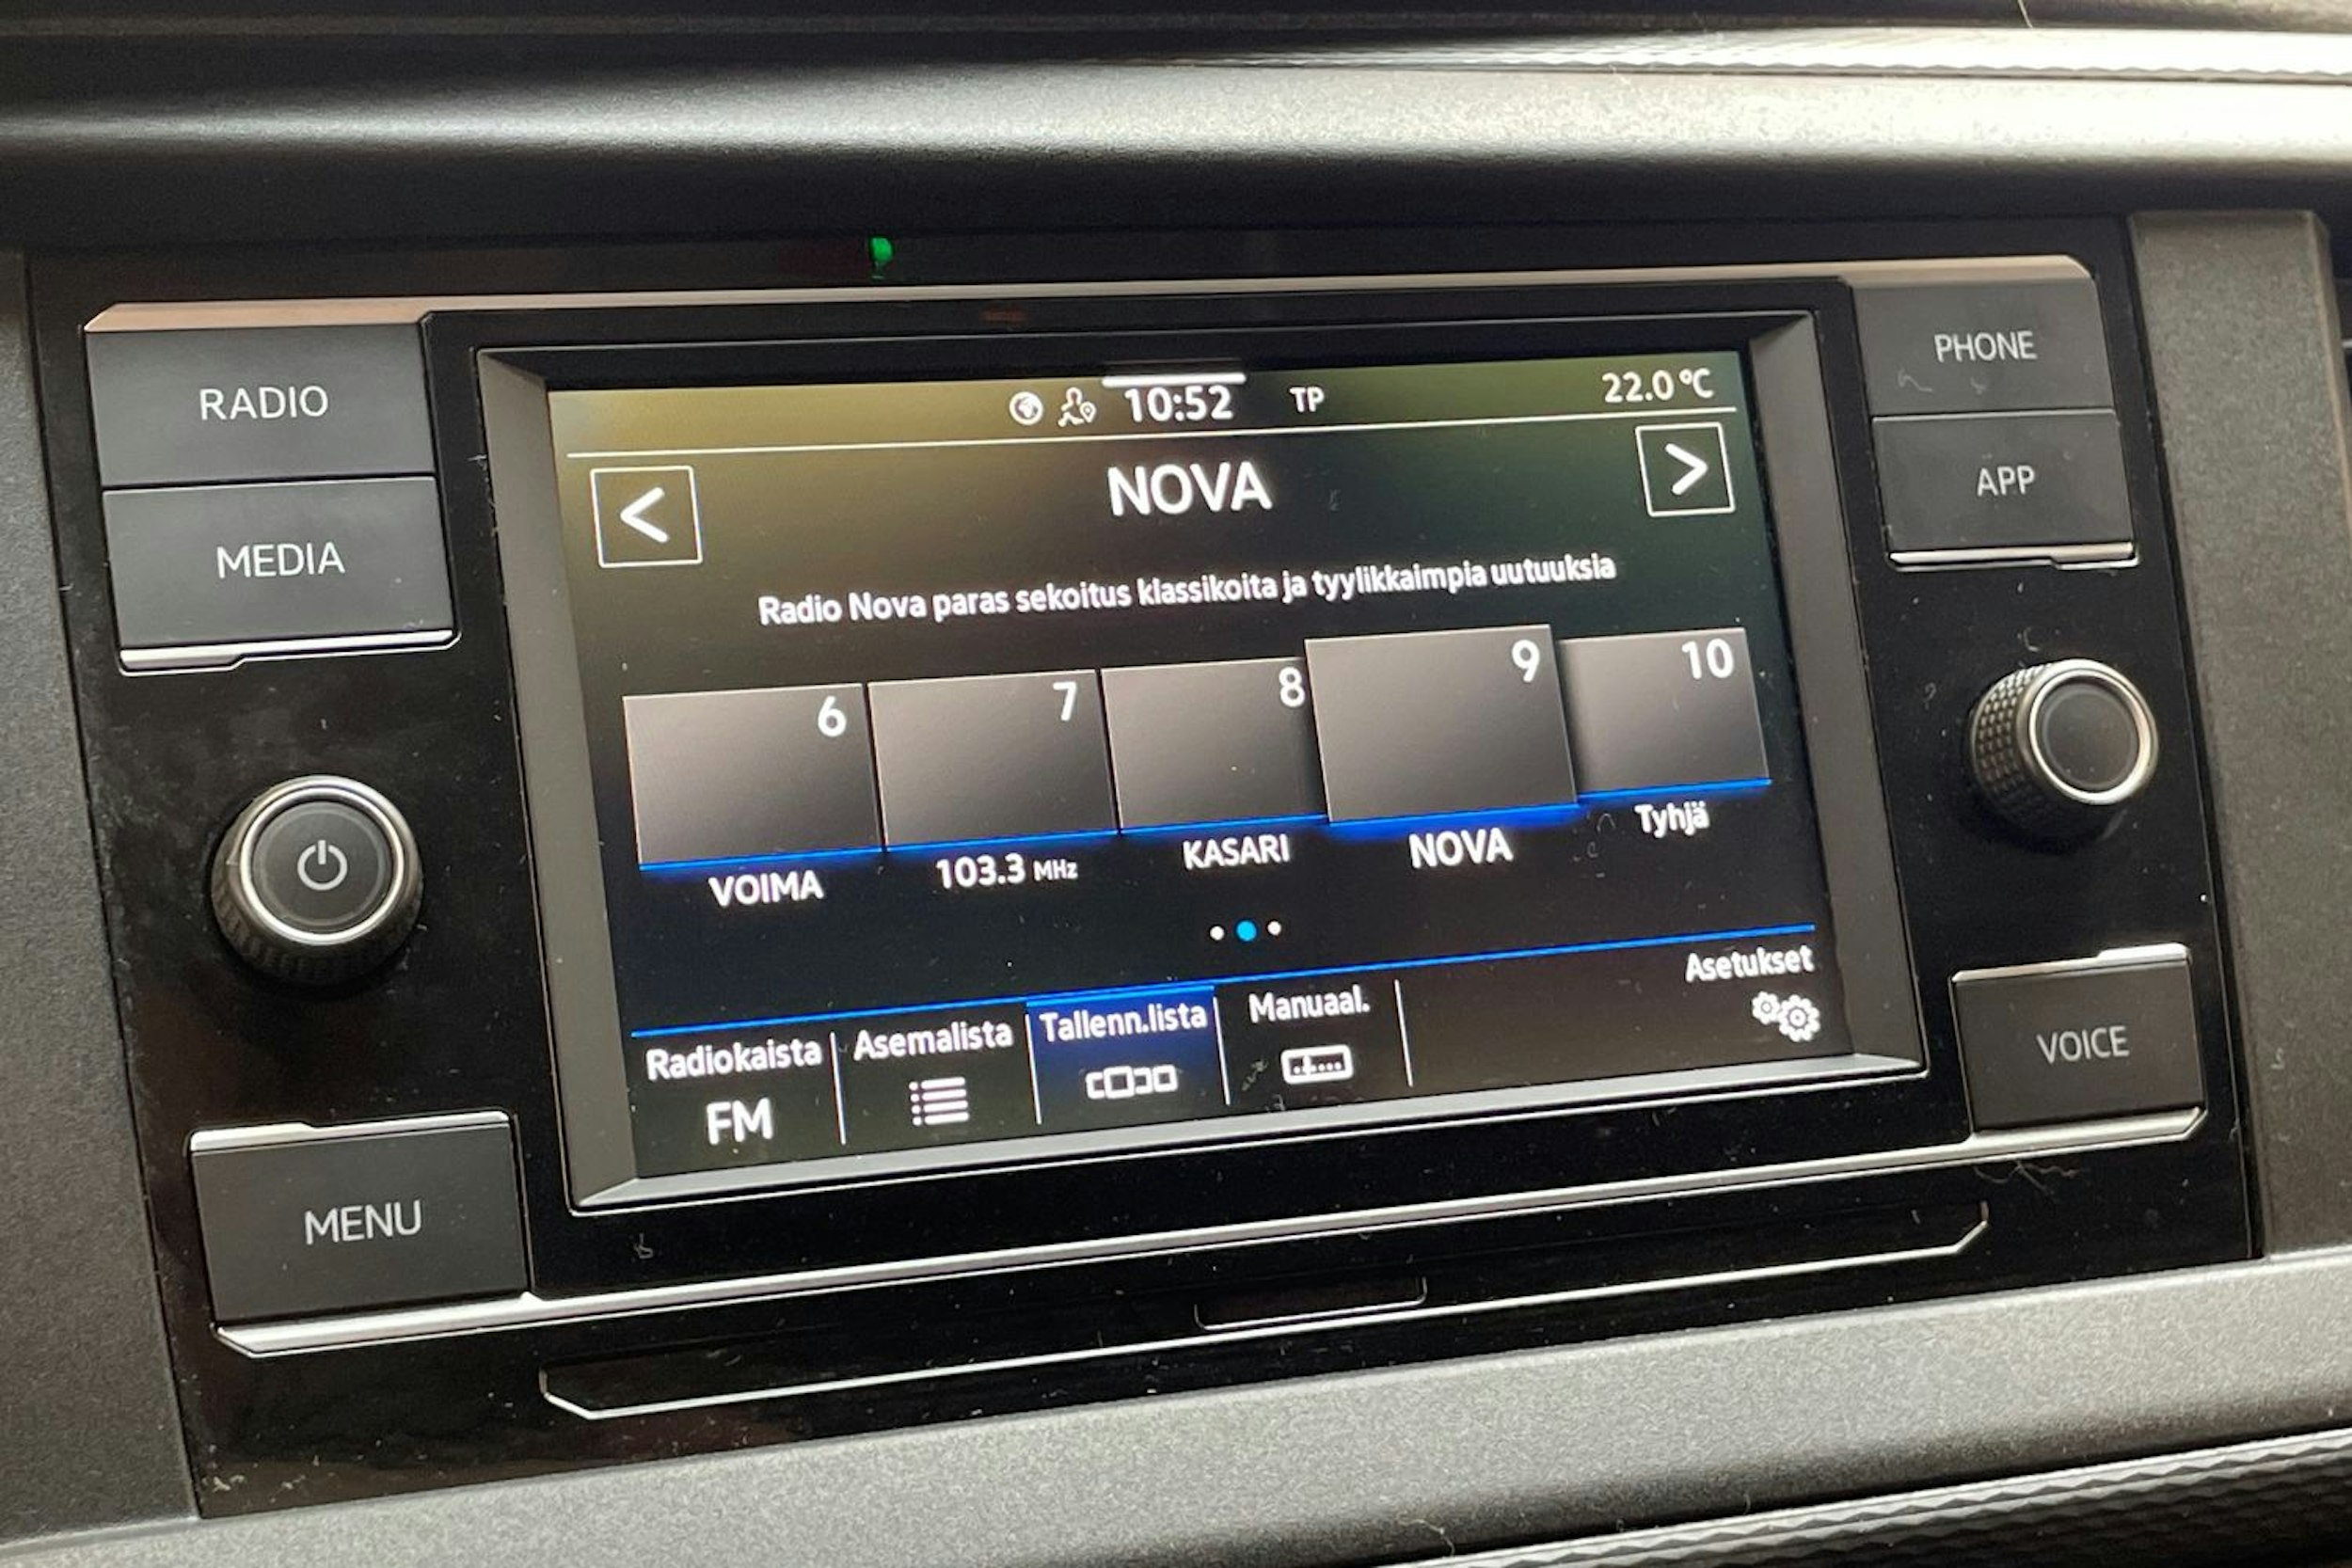 RADIO
MEDIA
MENU
10:52 TP 22.0 °C
< NOVA >
Radio Nova paras sekoitus klassikoita ja tyylikkaimpia uutuuksia
6 7 8 9 10
VOIMA 103.3 MHz KASARI NOVA Tyhjä
Radiokaista Asemalista Tallenn.lista Manuaal. Asetukset
FM
PHONE
APP
VOICE